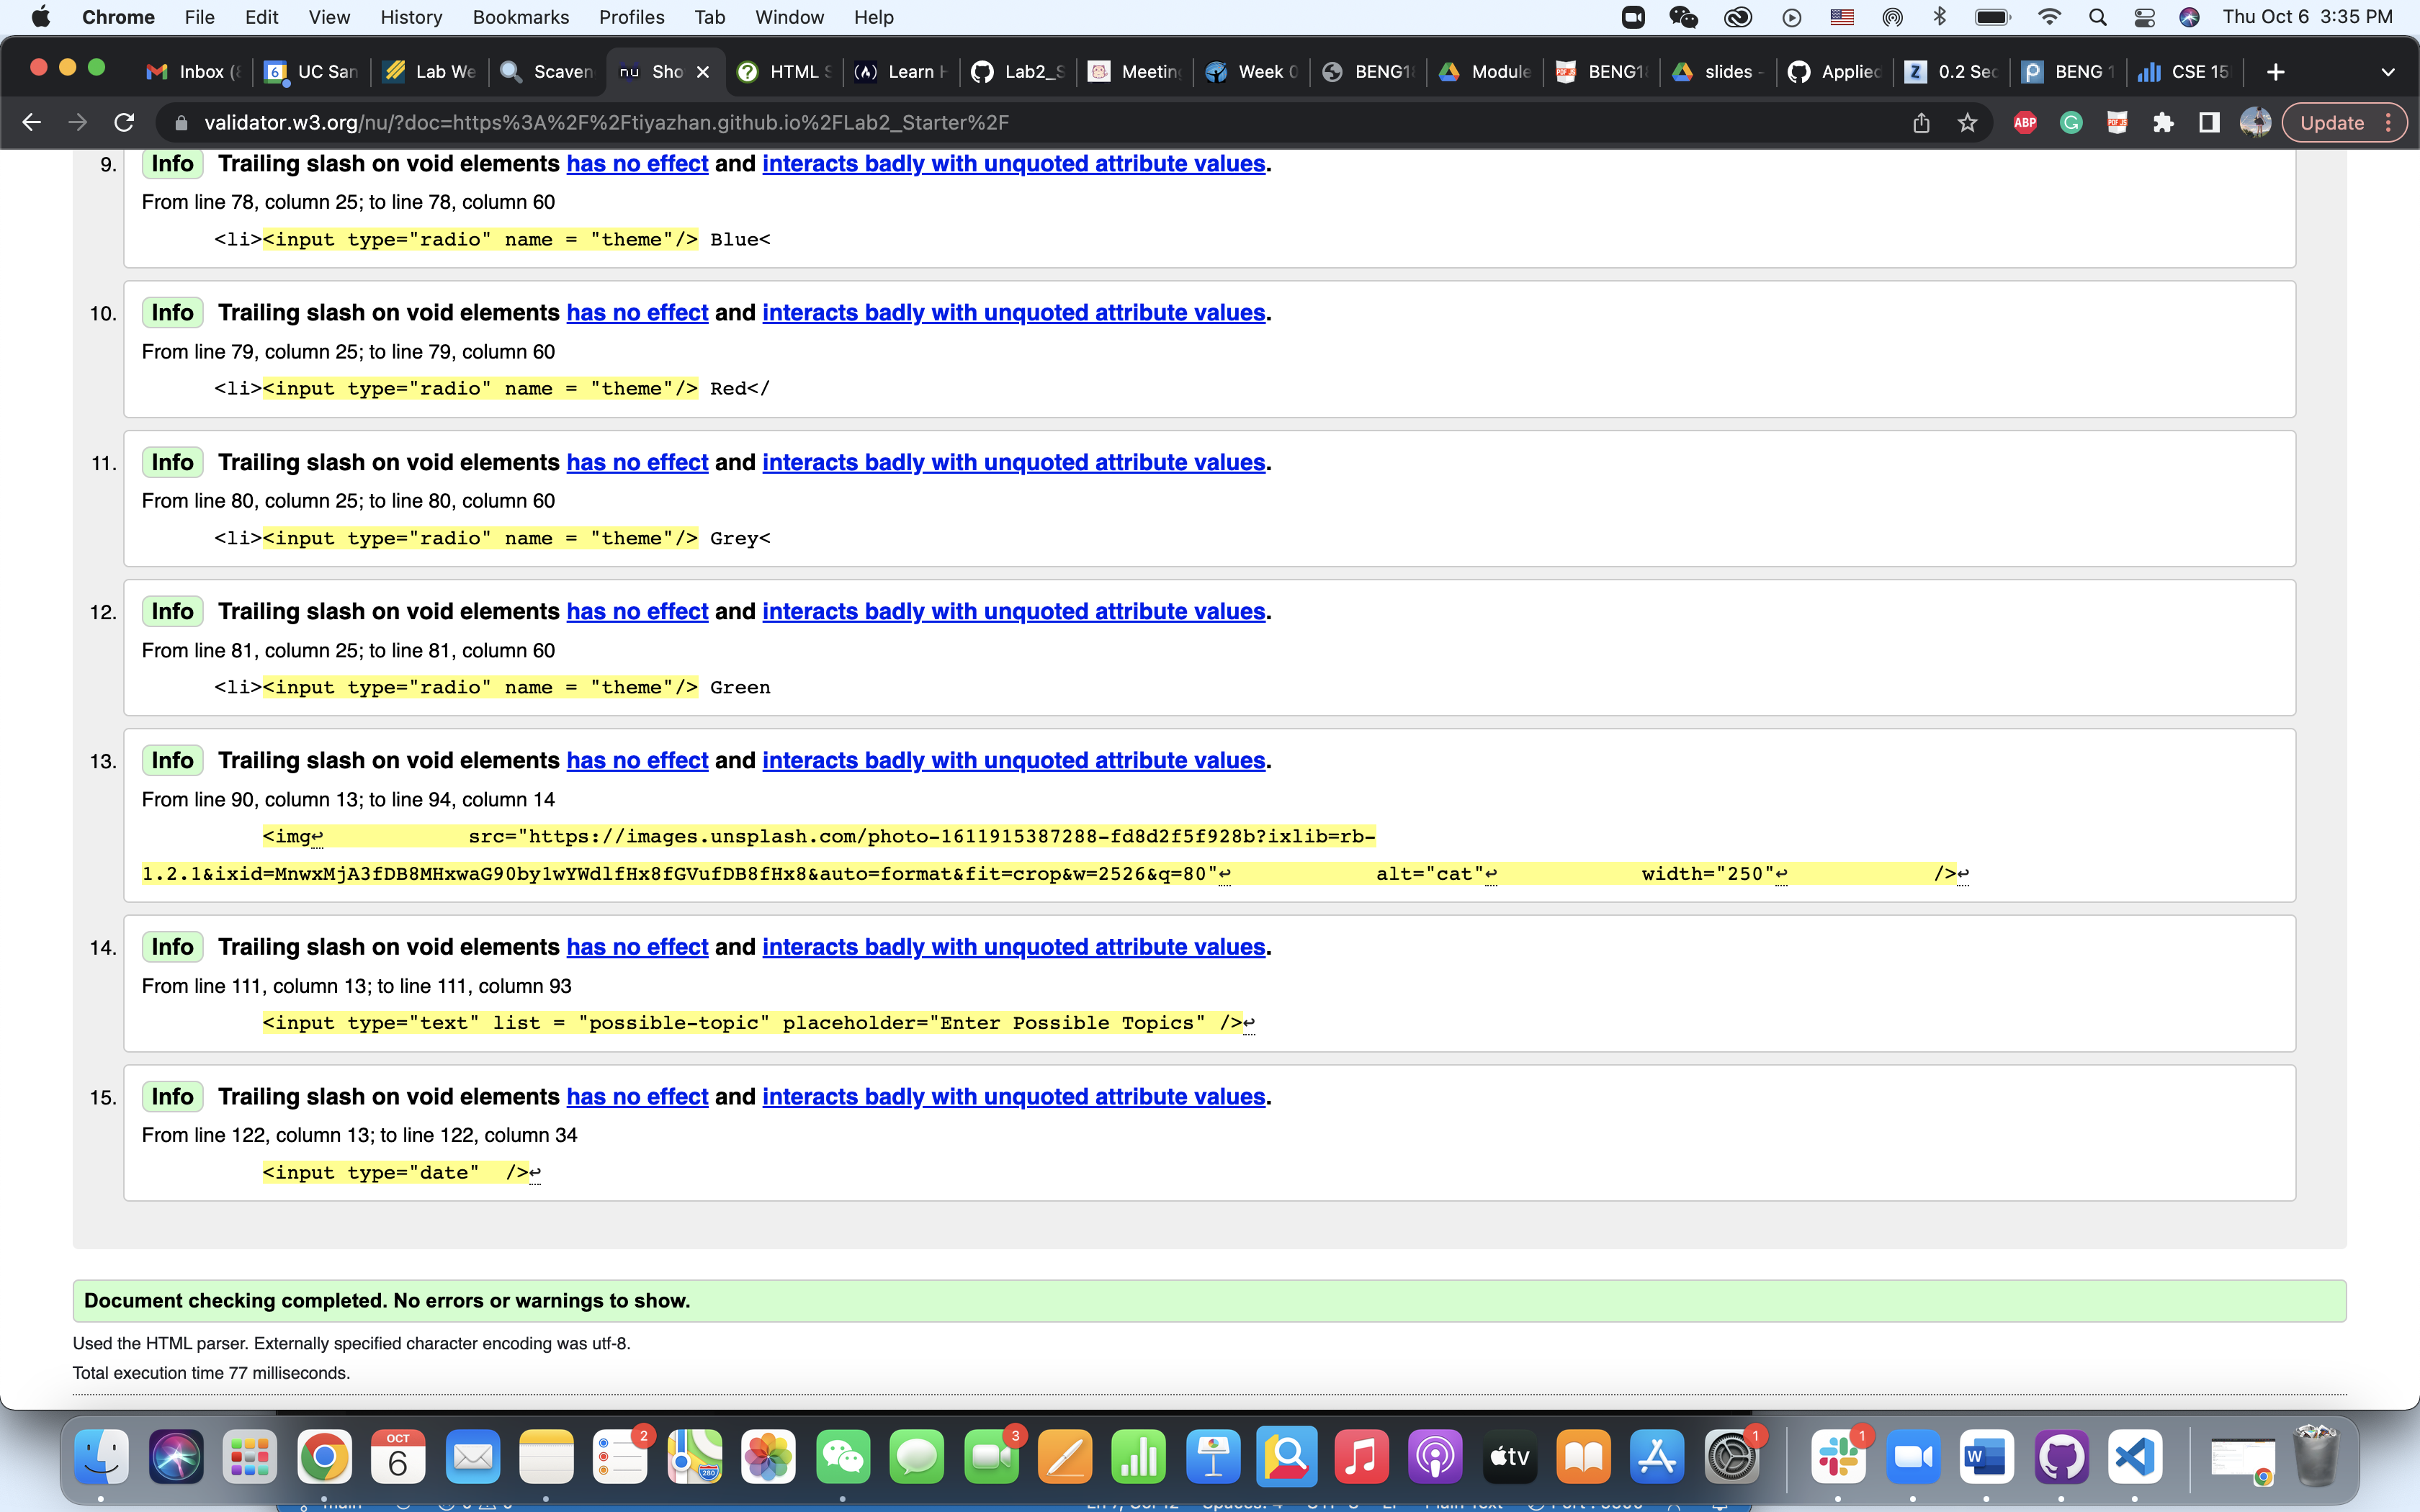 Chrome File Edit View History Bookmarks Profiles Tab Window Help Thu Oct 6 3:35 PM
Inbox ( 6 UC San Lab We Scaven nu Sho HTML S Learn H Lab2_S Meeting Week 0 BENG1 Module BENG1 slides - Applied Z 0.2 Sec BENG 1 CSE 15
validator.w3.org/nu/?doc=https%3A%2F%2Ftiyazhan.github.io%2FLab2_Starter%2F ABP Update
9. Info Trailing slash on void elements has no effect and interacts badly with unquoted attribute values.
From line 78, column 25; to line 78, column 60
<li><input type="radio" name = "theme"/> Blue<
10. Info Trailing slash on void elements has no effect and interacts badly with unquoted attribute values.
From line 79, column 25; to line 79, column 60
<li><input type="radio" name = "theme"/> Red</
11. Info Trailing slash on void elements has no effect and interacts badly with unquoted attribute values.
From line 80, column 25; to line 80, column 60
<li><input type="radio" name = "theme"/> Grey<
12. Info Trailing slash on void elements has no effect and interacts badly with unquoted attribute values.
From line 81, column 25; to line 81, column 60
<li><input type="radio" name = "theme"/> Green
13. Info Trailing slash on void elements has no effect and interacts badly with unquoted attribute values.
From line 90, column 13; to line 94, column 14
<img↩ src="https://images.unsplash.com/photo-1611915387288-fd8d2f5f928b?ixlib=rb-
1.2.1&ixid=MnwxMjA3fDB8MHxwaG90by1wYWdlfHx8fGVufDB8fHx8&auto=format&fit=crop&w=2526&q=80"↩ alt="cat"↩ width="250"↩ />↩
14. Info Trailing slash on void elements has no effect and interacts badly with unquoted attribute values.
From line 111, column 13; to line 111, column 93
<input type="text" list = "possible-topic" placeholder="Enter Possible Topics" />↩
15. Info Trailing slash on void elements has no effect and interacts badly with unquoted attribute values.
From line 122, column 13; to line 122, column 34
<input type="date"  />↩
Document checking completed. No errors or warnings to show.
Used the HTML parser. Externally specified character encoding was utf-8.
Total execution time 77 milliseconds.
OCT 6 2 280 3 tv 1 1 W